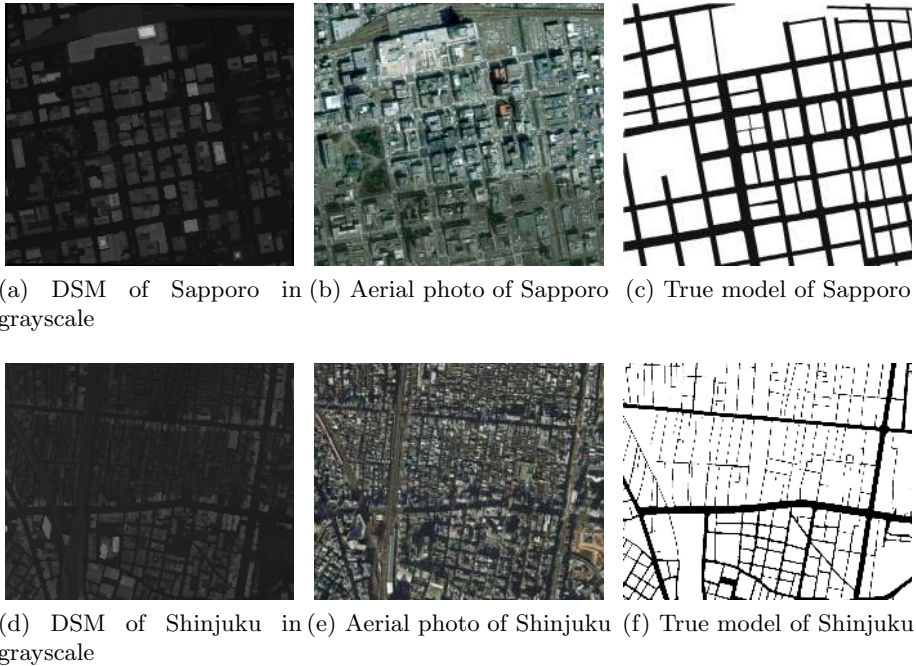 (a) DSM of Sapporo in grayscale
(b) Aerial photo of Sapporo
(c) True model of Sapporo
(d) DSM of Shinjuku in grayscale
(e) Aerial photo of Shinjuku
(f) True model of Shinjuku